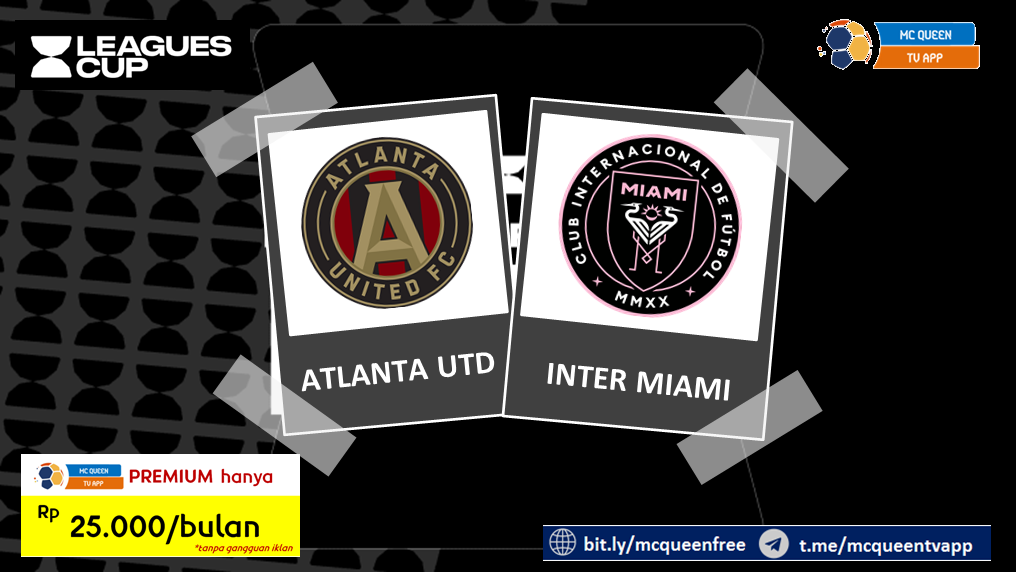 LEAGUES
CUP
MC QUEEN
TV APP
ATLANTA
UNITED FC
A
CLUB INTERNACIONAL DE FÚTBOL
MIAMI
MMXX
ATLANTA UTD
INTER MIAMI
MC QUEEN
TV APP
PREMIUM hanya
Rp 25.000/bulan
*tanpa gangguan iklan
bit.ly/mcqueenfree
t.me/mcqueentvapp